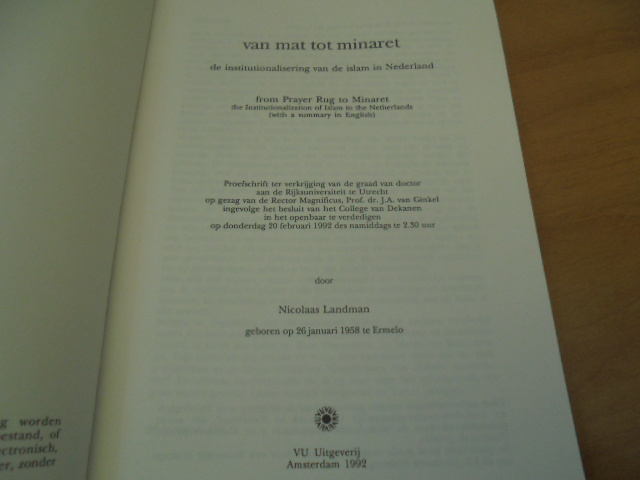 van mat tot minaret
de institutionalisering van de islam in Nederland
from Prayer Rug to Minaret
the Institutionalization of Islam in the Netherlands
(with a summary in English)
Proefschrift ter verkrijging van de graad van doctor
aan de Rijksuniversiteit te Utrecht
op gezag van de Rector Magnificus, Prof. dr. J.A. van Ginkel
ingevolge het besluit van het College van Dekanen
in het openbaar te verdedigen
op donderdag 20 februari 1992 des namiddags te 2.30 uur
door
Nicolaas Landman
geboren op 26 januari 1958 te Ermelo
VU Uitgeverij
Amsterdam 1992
g worden
estand, of
ectronisch,
er, zonder